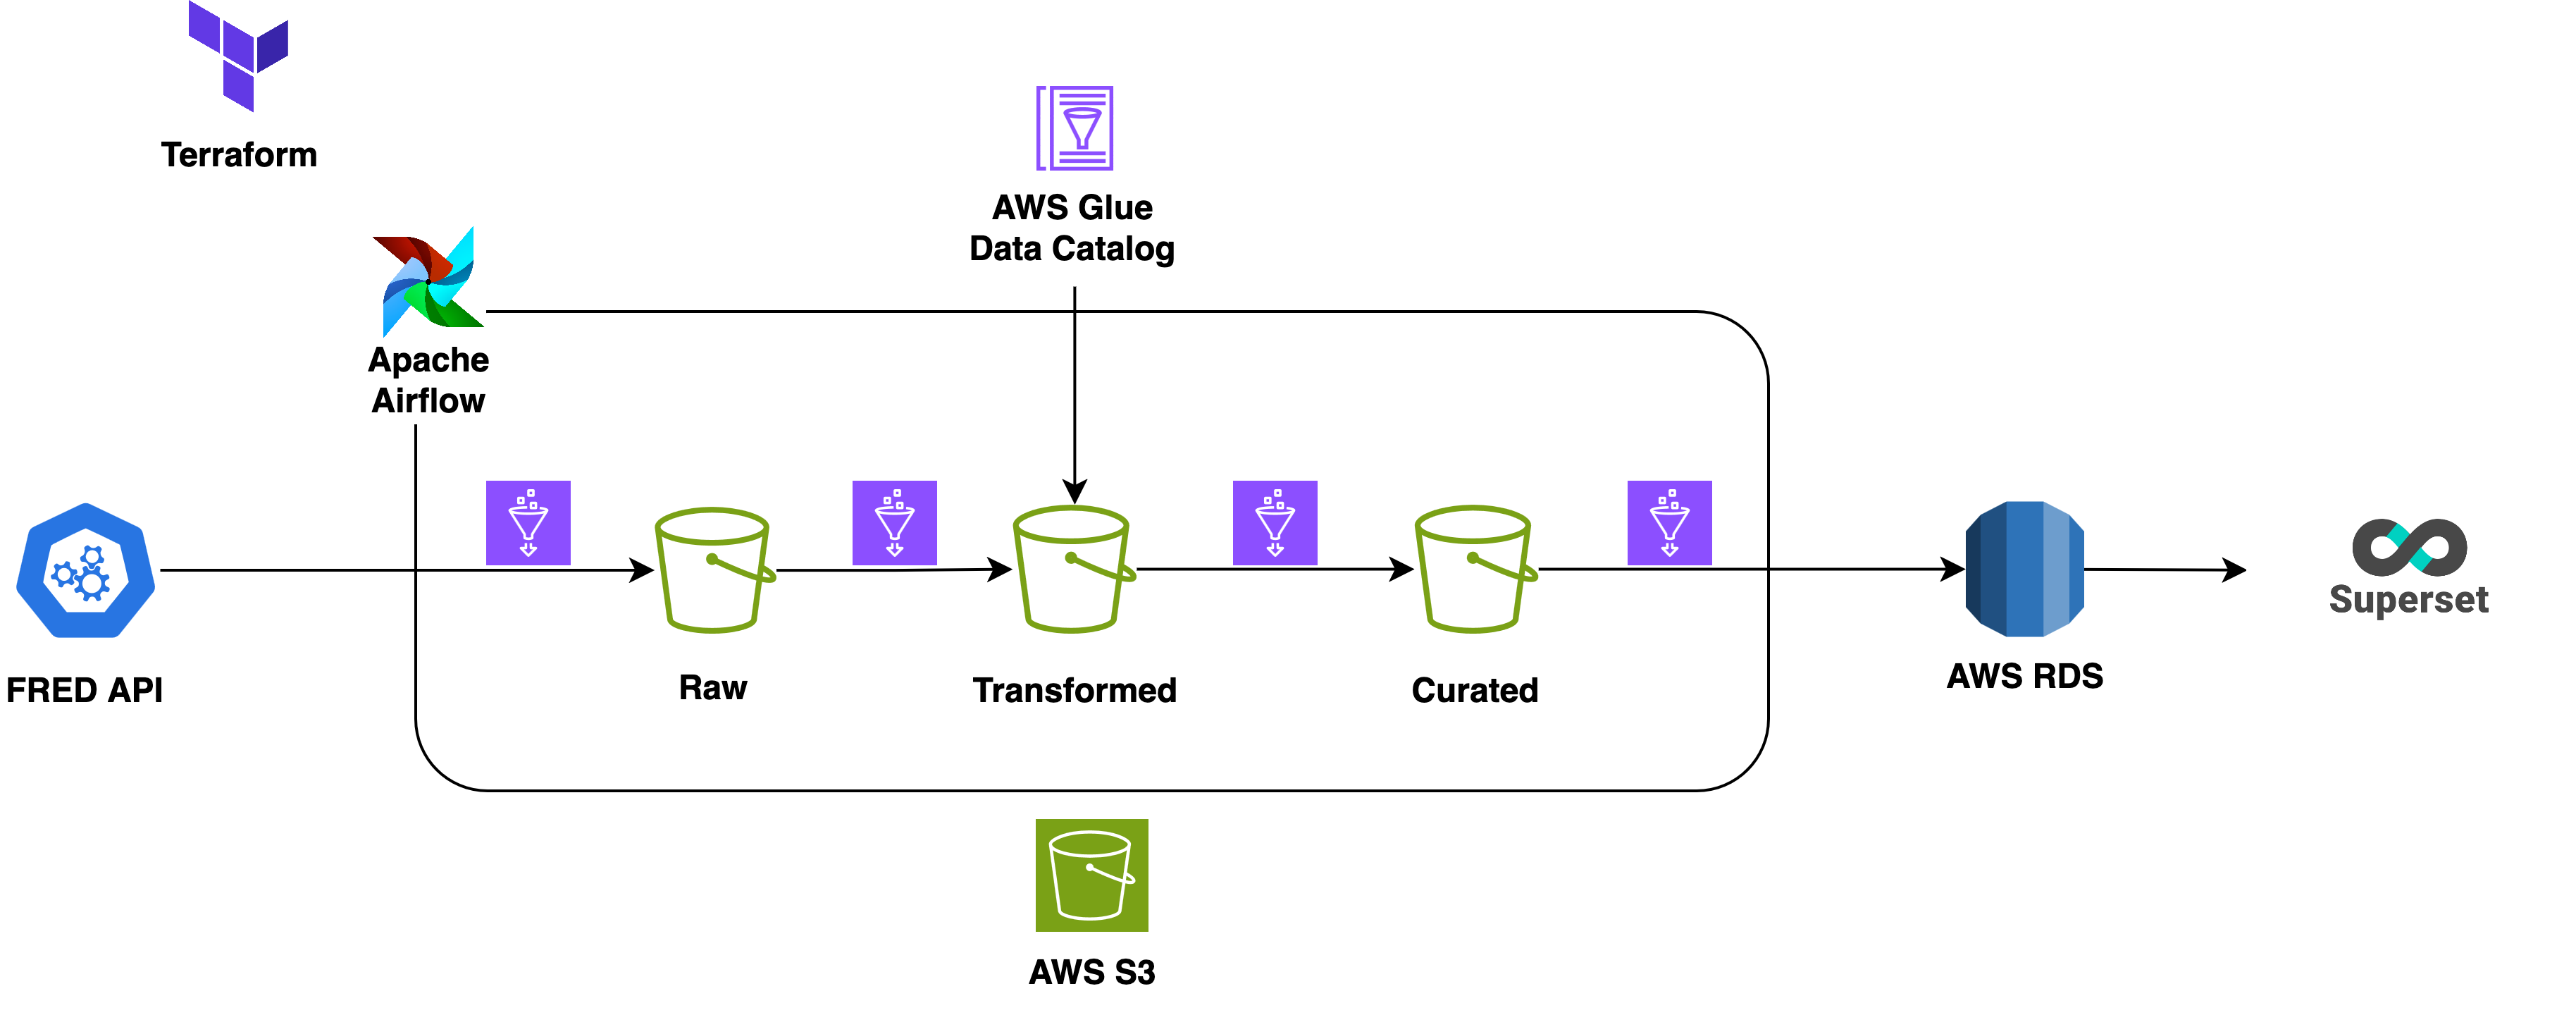 Terraform
AWS Glue
Data Catalog
Apache
Airflow
FRED API
Raw
Transformed
Curated
AWS RDS
Superset
AWS S3